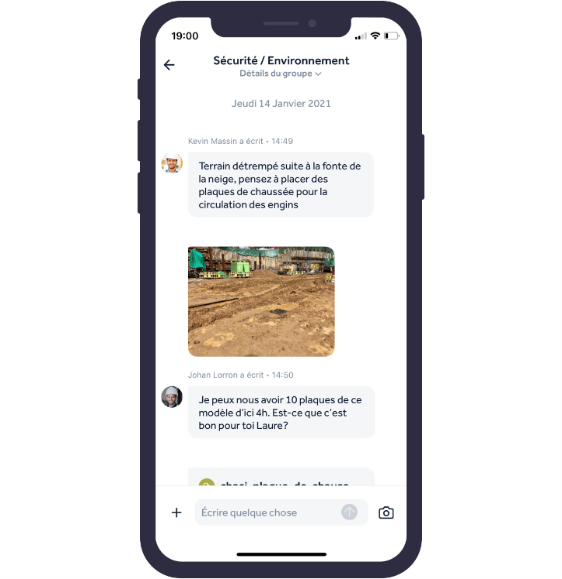 19:00
Sécurité / Environnement
Détails du groupe
Jeudi 14 Janvier 2021
Kevin Massin a écrit - 14:49
Terrain détrempé suite à la fonte de
la neige, pensez à placer des
plaques de chaussée pour la
circulation des engins
Johan Lorron a écrit - 14:50
Je peux nous avoir 10 plaques de ce
modèle d'ici 4h. Est-ce que c'est
bon pour toi Laure?
Écrire quelque chose